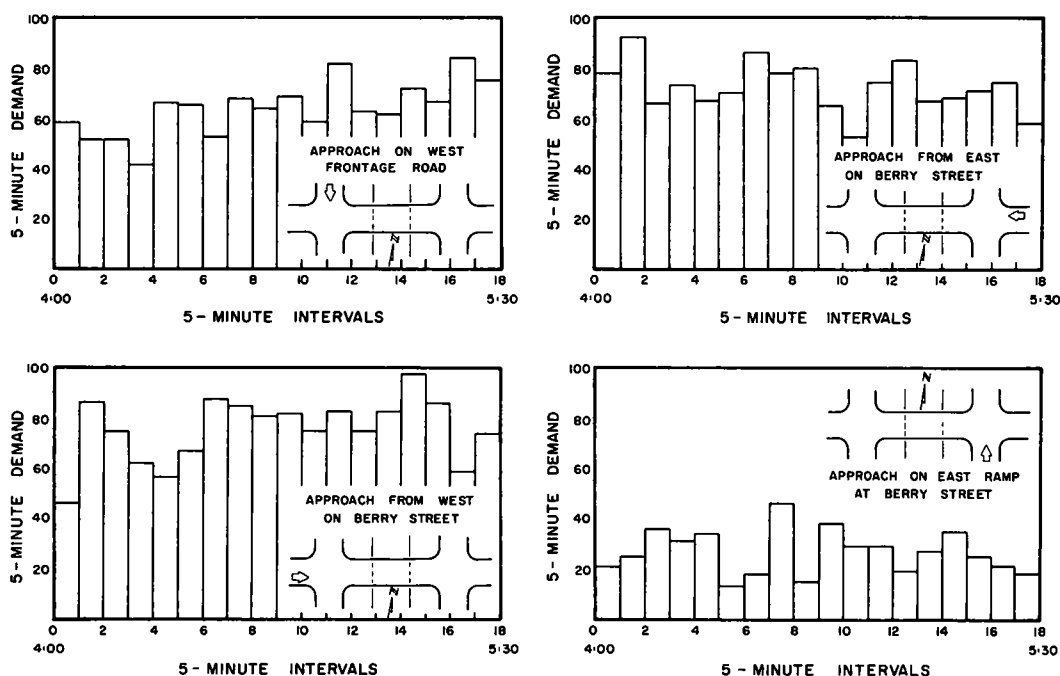 5-MINUTE DEMAND
100
80
60
40
20
0 2 4 6 8 10 12 14 16 18
4:00 5:30
5-MINUTE INTERVALS
APPROACH ON WEST
FRONTAGE ROAD
N
5-MINUTE DEMAND
100
80
60
40
20
0 2 4 6 8 10 12 14 16 18
4:00 5:30
5-MINUTE INTERVALS
APPROACH FROM EAST
ON BERRY STREET
N
5-MINUTE DEMAND
100
80
60
40
20
0 2 4 6 8 10 12 14 16 18
4:00 5:30
5-MINUTE INTERVALS
APPROACH FROM WEST
ON BERRY STREET
N
5-MINUTE DEMAND
100
80
60
40
20
0 2 4 6 8 10 12 14 16 18
4:00 5:30
5-MINUTE INTERVALS
N
APPROACH ON EAST RAMP
AT BERRY STREET